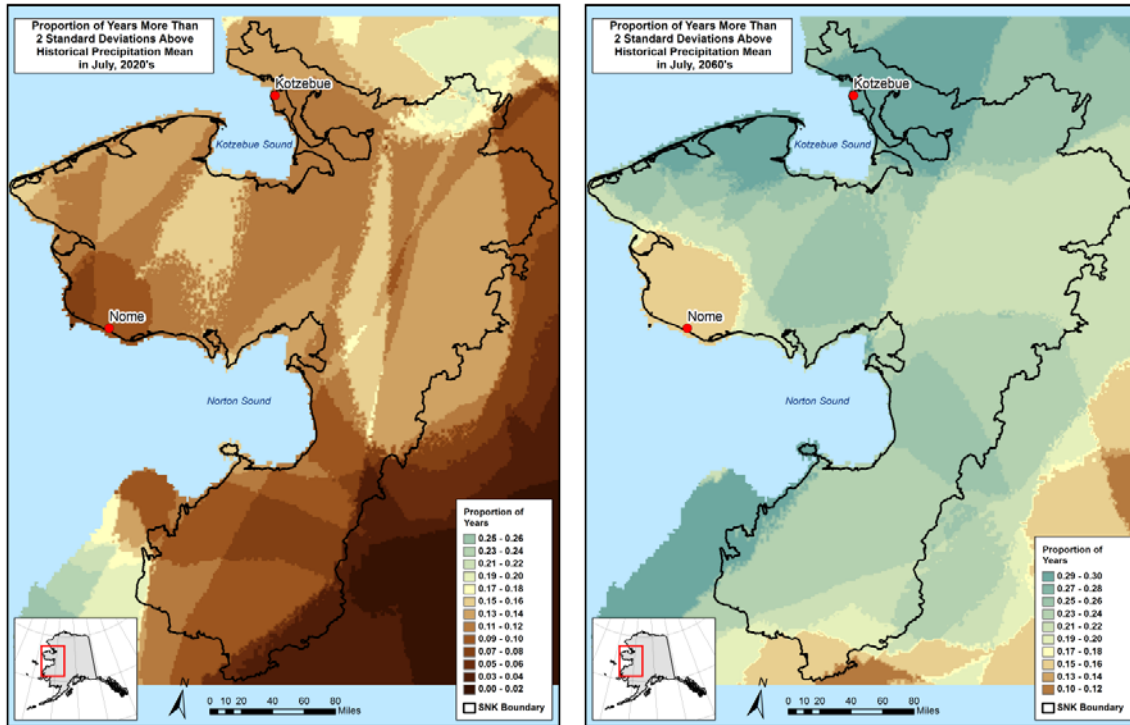 Proportion of Years More Than
2 Standard Deviations Above
Historical Precipitation Mean
in July, 2020's
Kotzebue
Kotzebue Sound
Nome
Norton Sound
Proportion of
Years
0.25 - 0.26
0.23 - 0.24
0.21 - 0.22
0.19 - 0.20
0.17 - 0.18
0.15 - 0.16
0.13 - 0.14
0.11 - 0.12
0.09 - 0.10
0.07 - 0.08
0.05 - 0.06
0.03 - 0.04
0.00 - 0.02
SNK Boundary
N
0 10 20 40 60 80
Miles
Proportion of Years More Than
2 Standard Deviations Above
Historical Precipitation Mean
in July, 2060's
Kotzebue
Kotzebue Sound
Nome
Norton Sound
Proportion of
Years
0.29 - 0.30
0.27 - 0.28
0.25 - 0.26
0.23 - 0.24
0.21 - 0.22
0.19 - 0.20
0.17 - 0.18
0.15 - 0.16
0.13 - 0.14
0.10 - 0.12
SNK Boundary
N
0 10 20 40 60 80
Miles